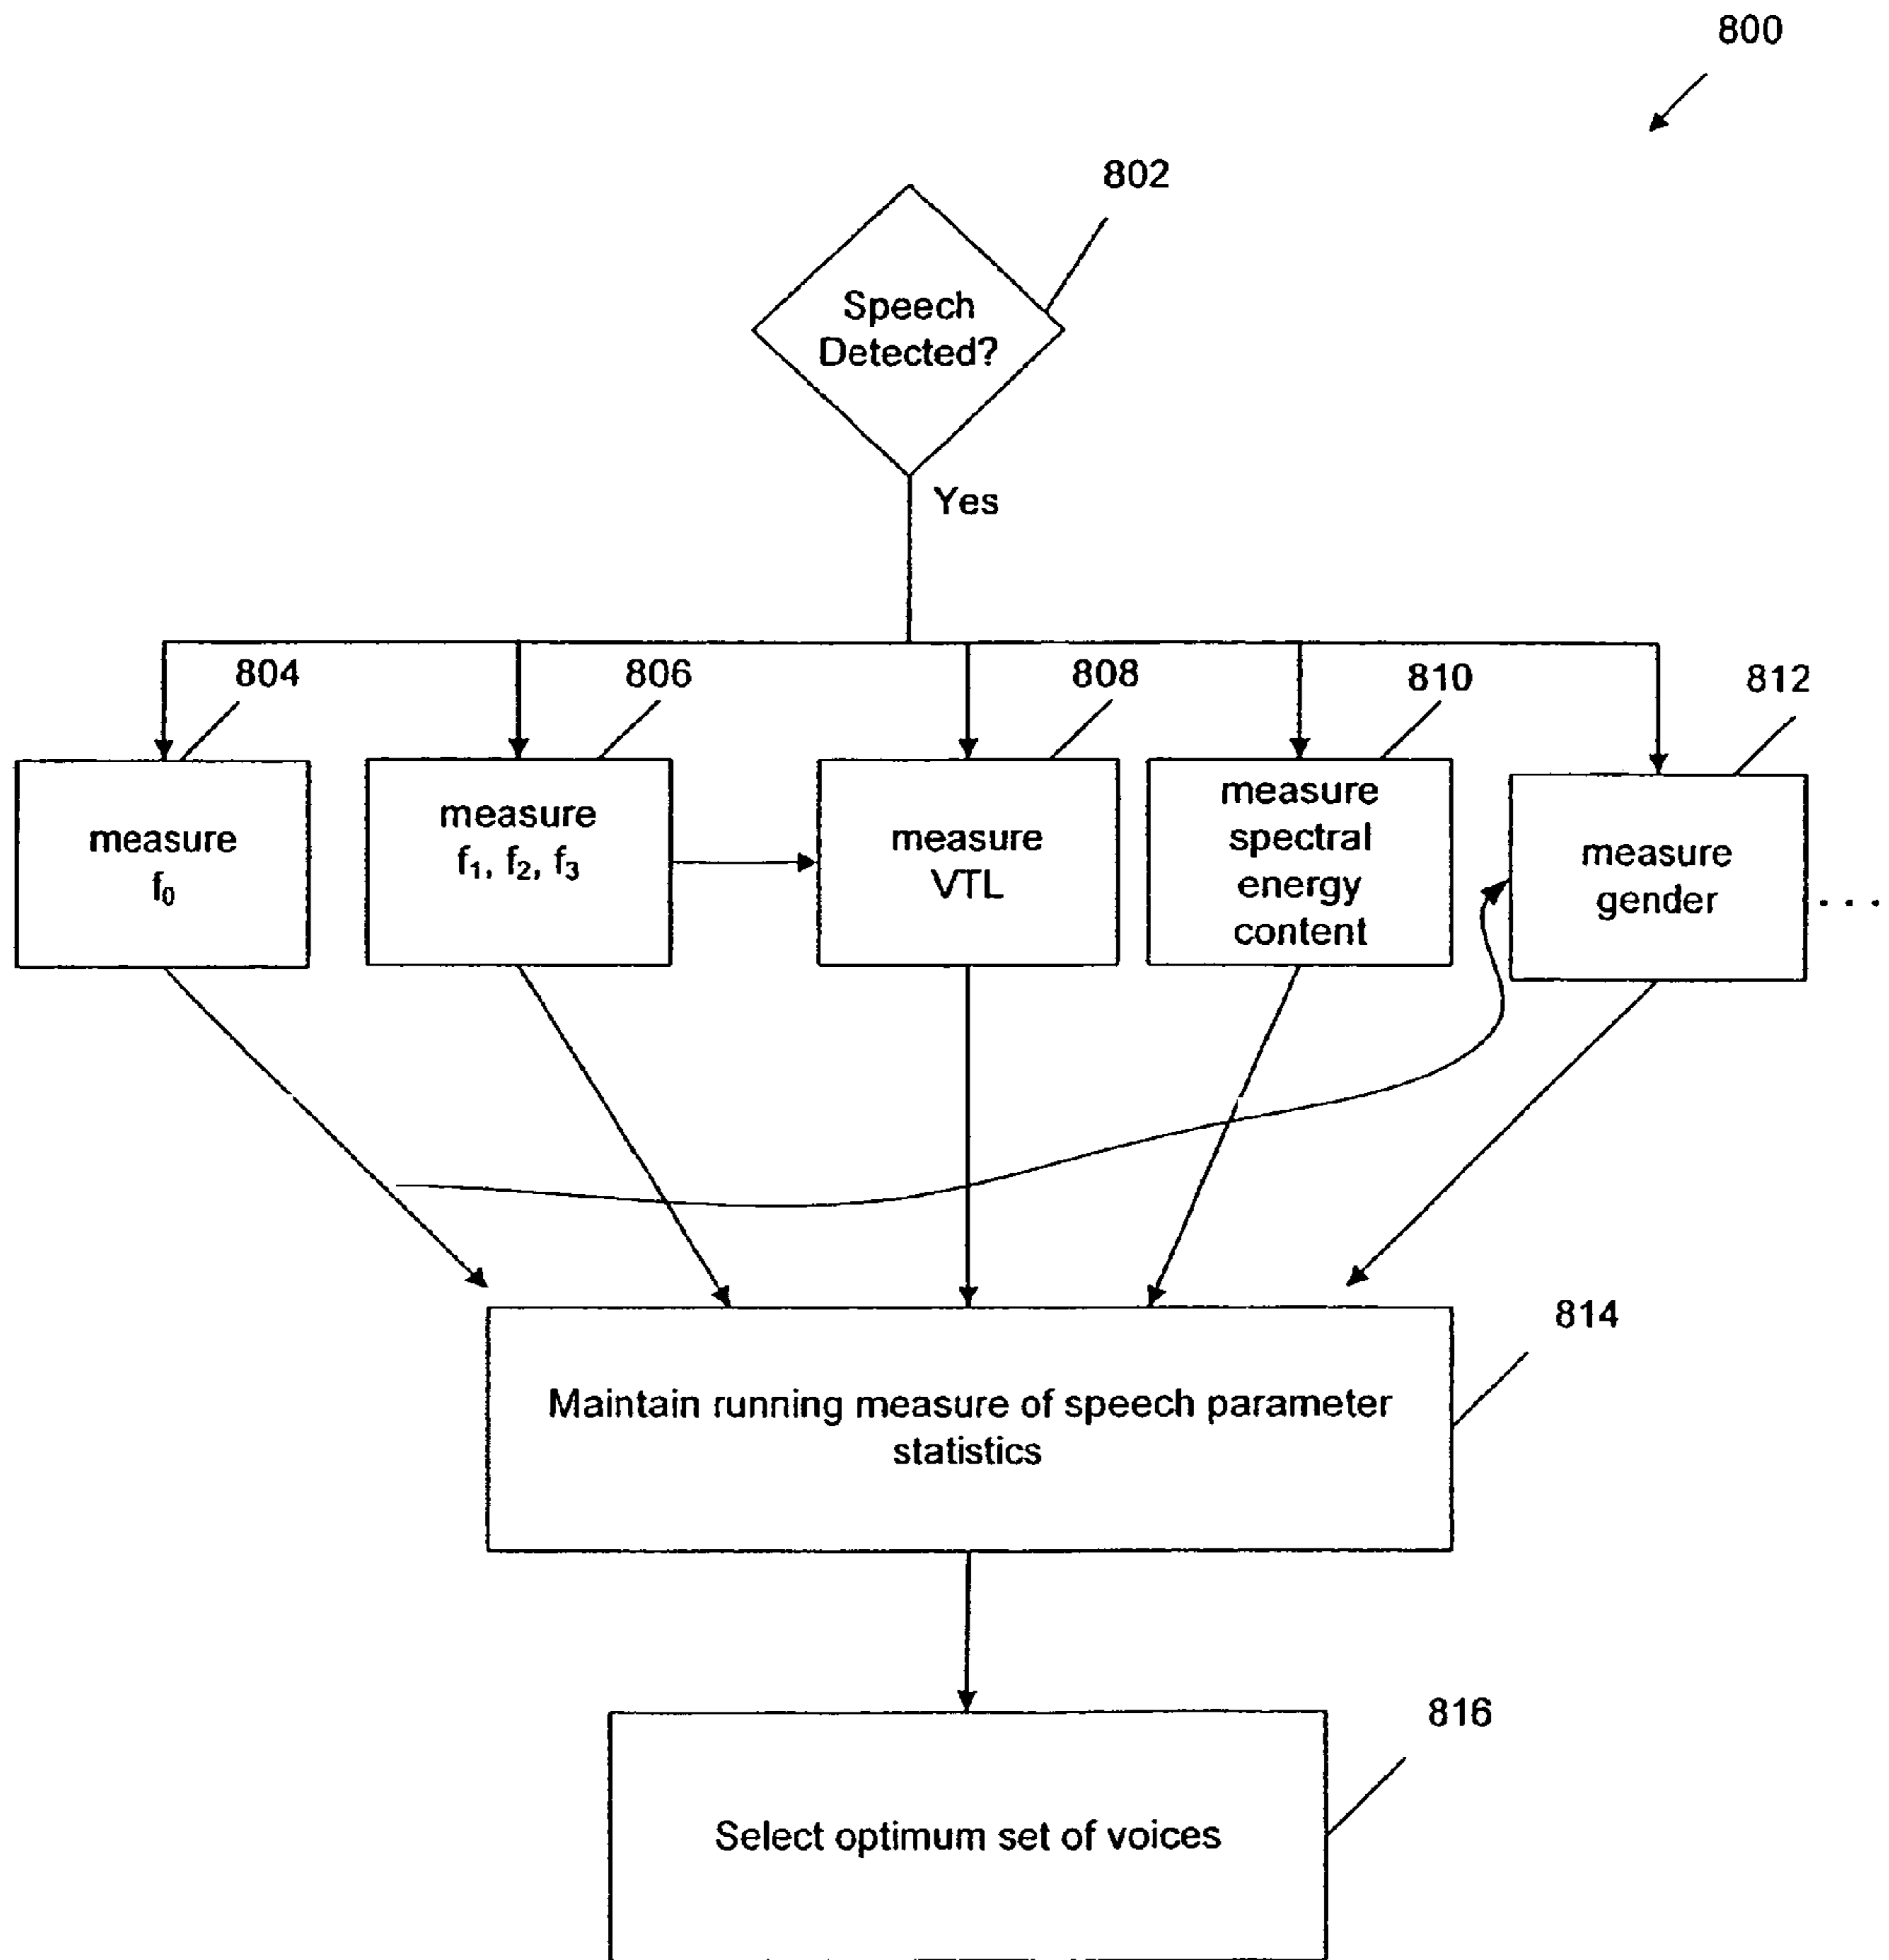 800
802
Speech
Detected?
Yes
804
806
808
810
812
measure
f₀
measure
f₁, f₂, f₃
measure
VTL
measure
spectral
energy
content
measure
gender
...
814
Maintain running measure of speech parameter
statistics
816
Select optimum set of voices